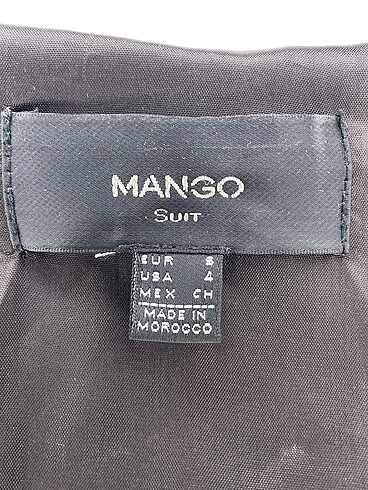 MANGO
SUIT
EUR S
USA 4
MEX CH
MADE IN
MOROCCO